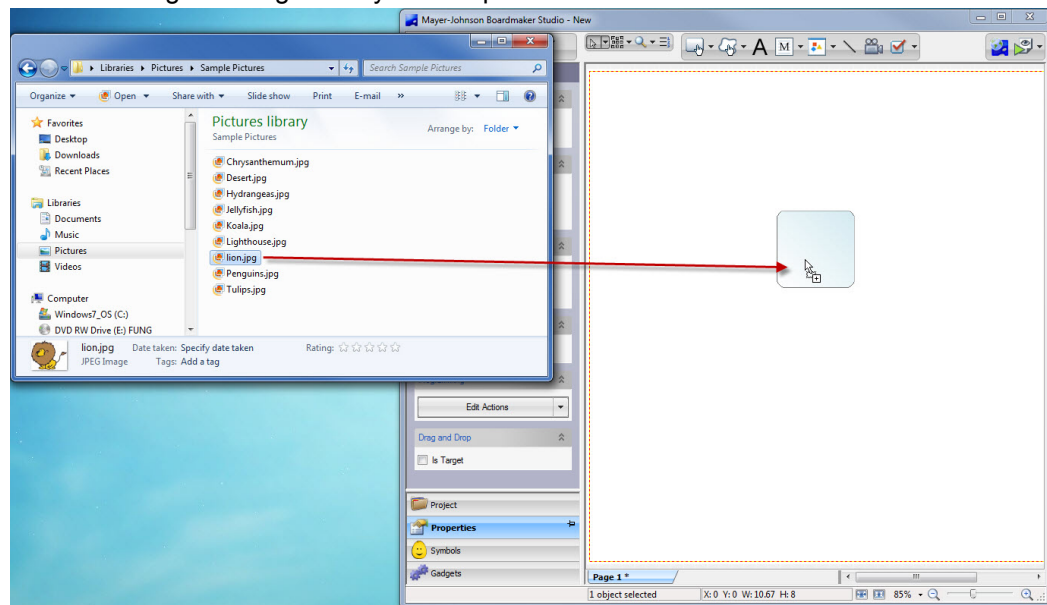 Mayer-Johnson Boardmaker Studio - New
Libraries ▸ Pictures ▸ Sample Pictures
Search Sample Pictures
Organize Open Share with Slide show Print E-mail »
Favorites
Desktop
Downloads
Recent Places
Libraries
Documents
Music
Pictures
Videos
Computer
Windows7_OS (C:)
DVD RW Drive (E:) FUNG
Pictures library
Sample Pictures
Arrange by: Folder
Chrysanthemum.jpg
Desert.jpg
Hydrangeas.jpg
Jellyfish.jpg
Koala.jpg
Lighthouse.jpg
lion.jpg
Penguins.jpg
Tulips.jpg
lion.jpg Date taken: Specify date taken Rating:
JPEG Image Tags: Add a tag
A M
Edit Actions
Drag and Drop
Is Target
Project
Properties
Symbols
Gadgets
Page 1 *
1 object selected X: 0 Y: 0 W: 10.67 H: 8 85%